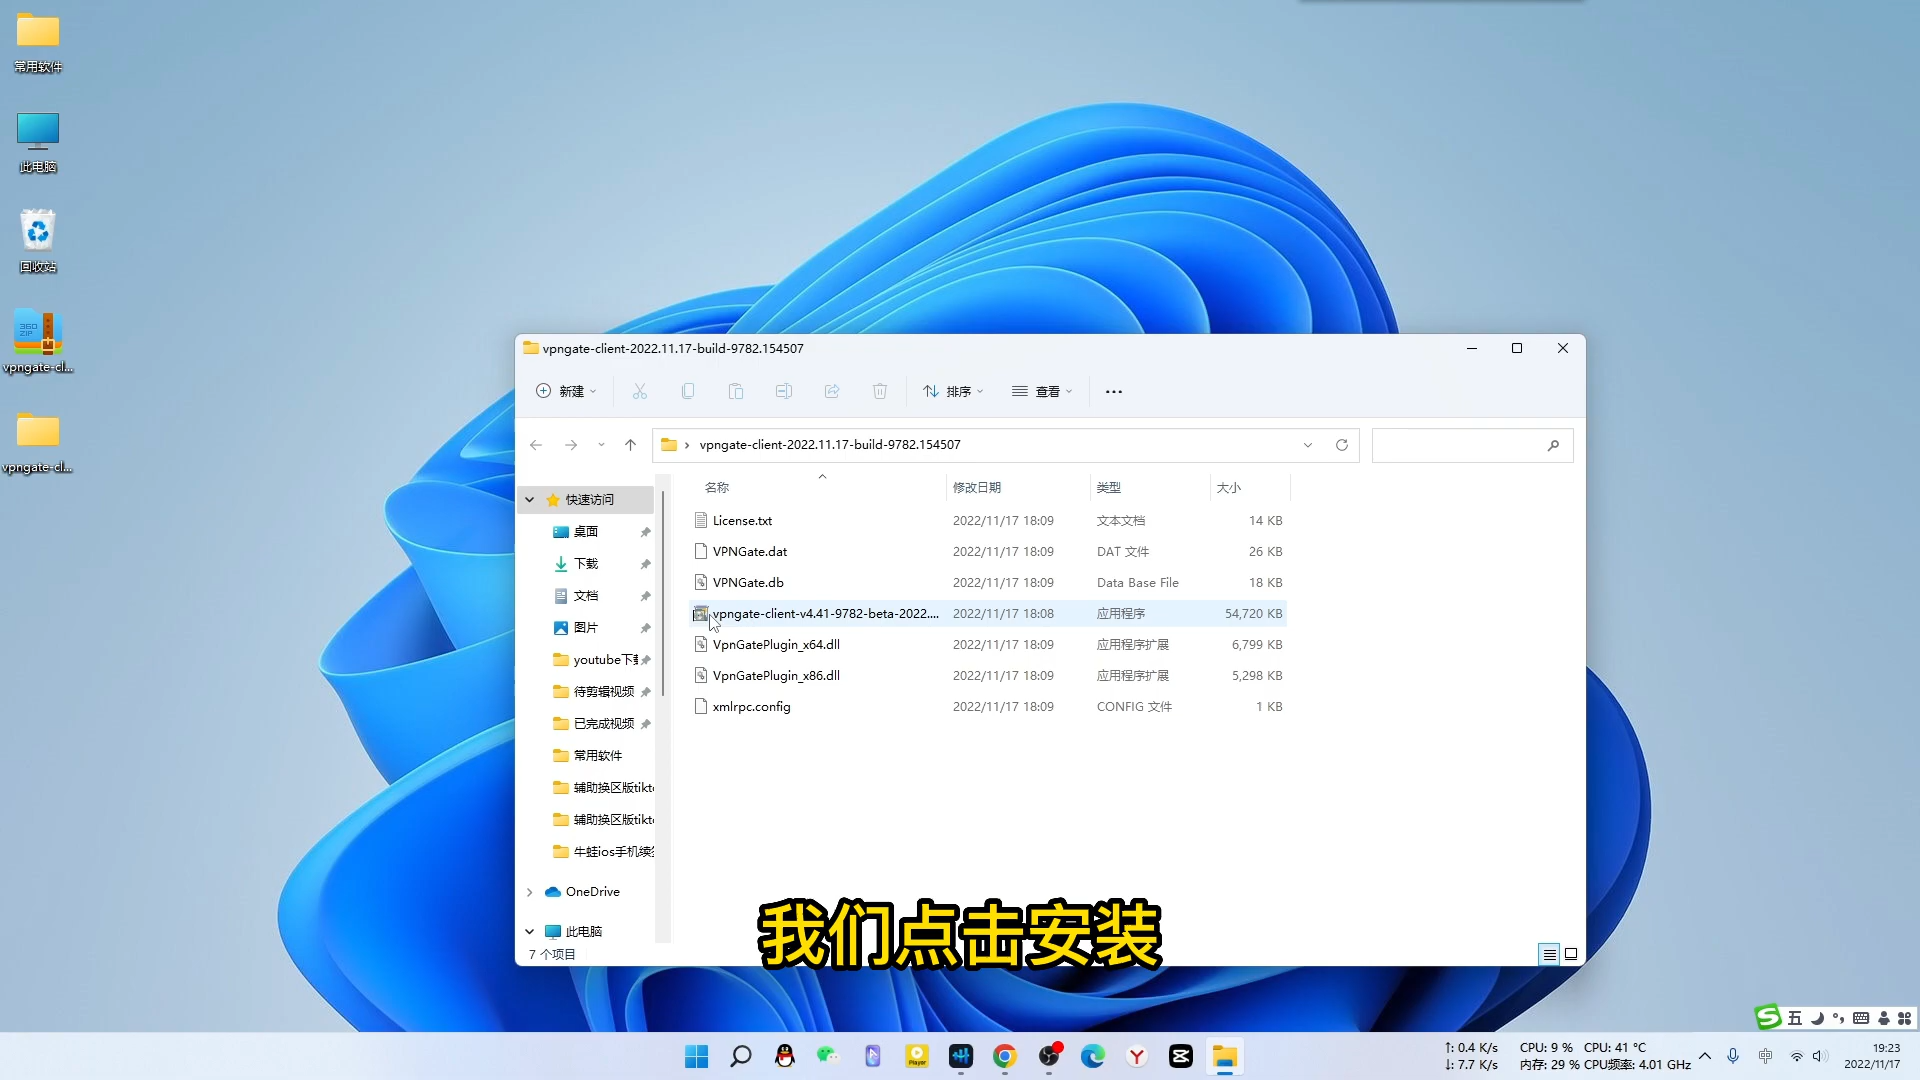 常用软件
此电脑
回收站
360
ZIP
vpngate-cl...
vpngate-cl...
vpngate-client-2022.11.17-build-9782.154507
新建
排序
查看
vpngate-client-2022.11.17-build-9782.154507
快速访问
桌面
下载
文档
图片
youtube下载
待剪辑视频
已完成视频
常用软件
辅助换区版tikt
辅助换区版tikt
牛蛙ios手机续
OneDrive
此电脑
名称 修改日期 类型 大小
License.txt 2022/11/17 18:09 文本文档 14 KB
VPNGate.dat 2022/11/17 18:09 DAT 文件 26 KB
VPNGate.db 2022/11/17 18:09 Data Base File 18 KB
vpngate-client-v4.41-9782-beta-2022.... 2022/11/17 18:08 应用程序 54,720 KB
VpnGatePlugin_x64.dll 2022/11/17 18:09 应用程序扩展 6,799 KB
VpnGatePlugin_x86.dll 2022/11/17 18:09 应用程序扩展 5,298 KB
xmlrpc.config 2022/11/17 18:09 CONFIG 文件 1 KB
7 个项目
我们点击安装
S 五
Player
↑: 0.4 K/s CPU: 9 % CPU: 41 °C
↓: 7.7 K/s 内存: 29 % CPU频率: 4.01 GHz
中
19:23
2022/11/17